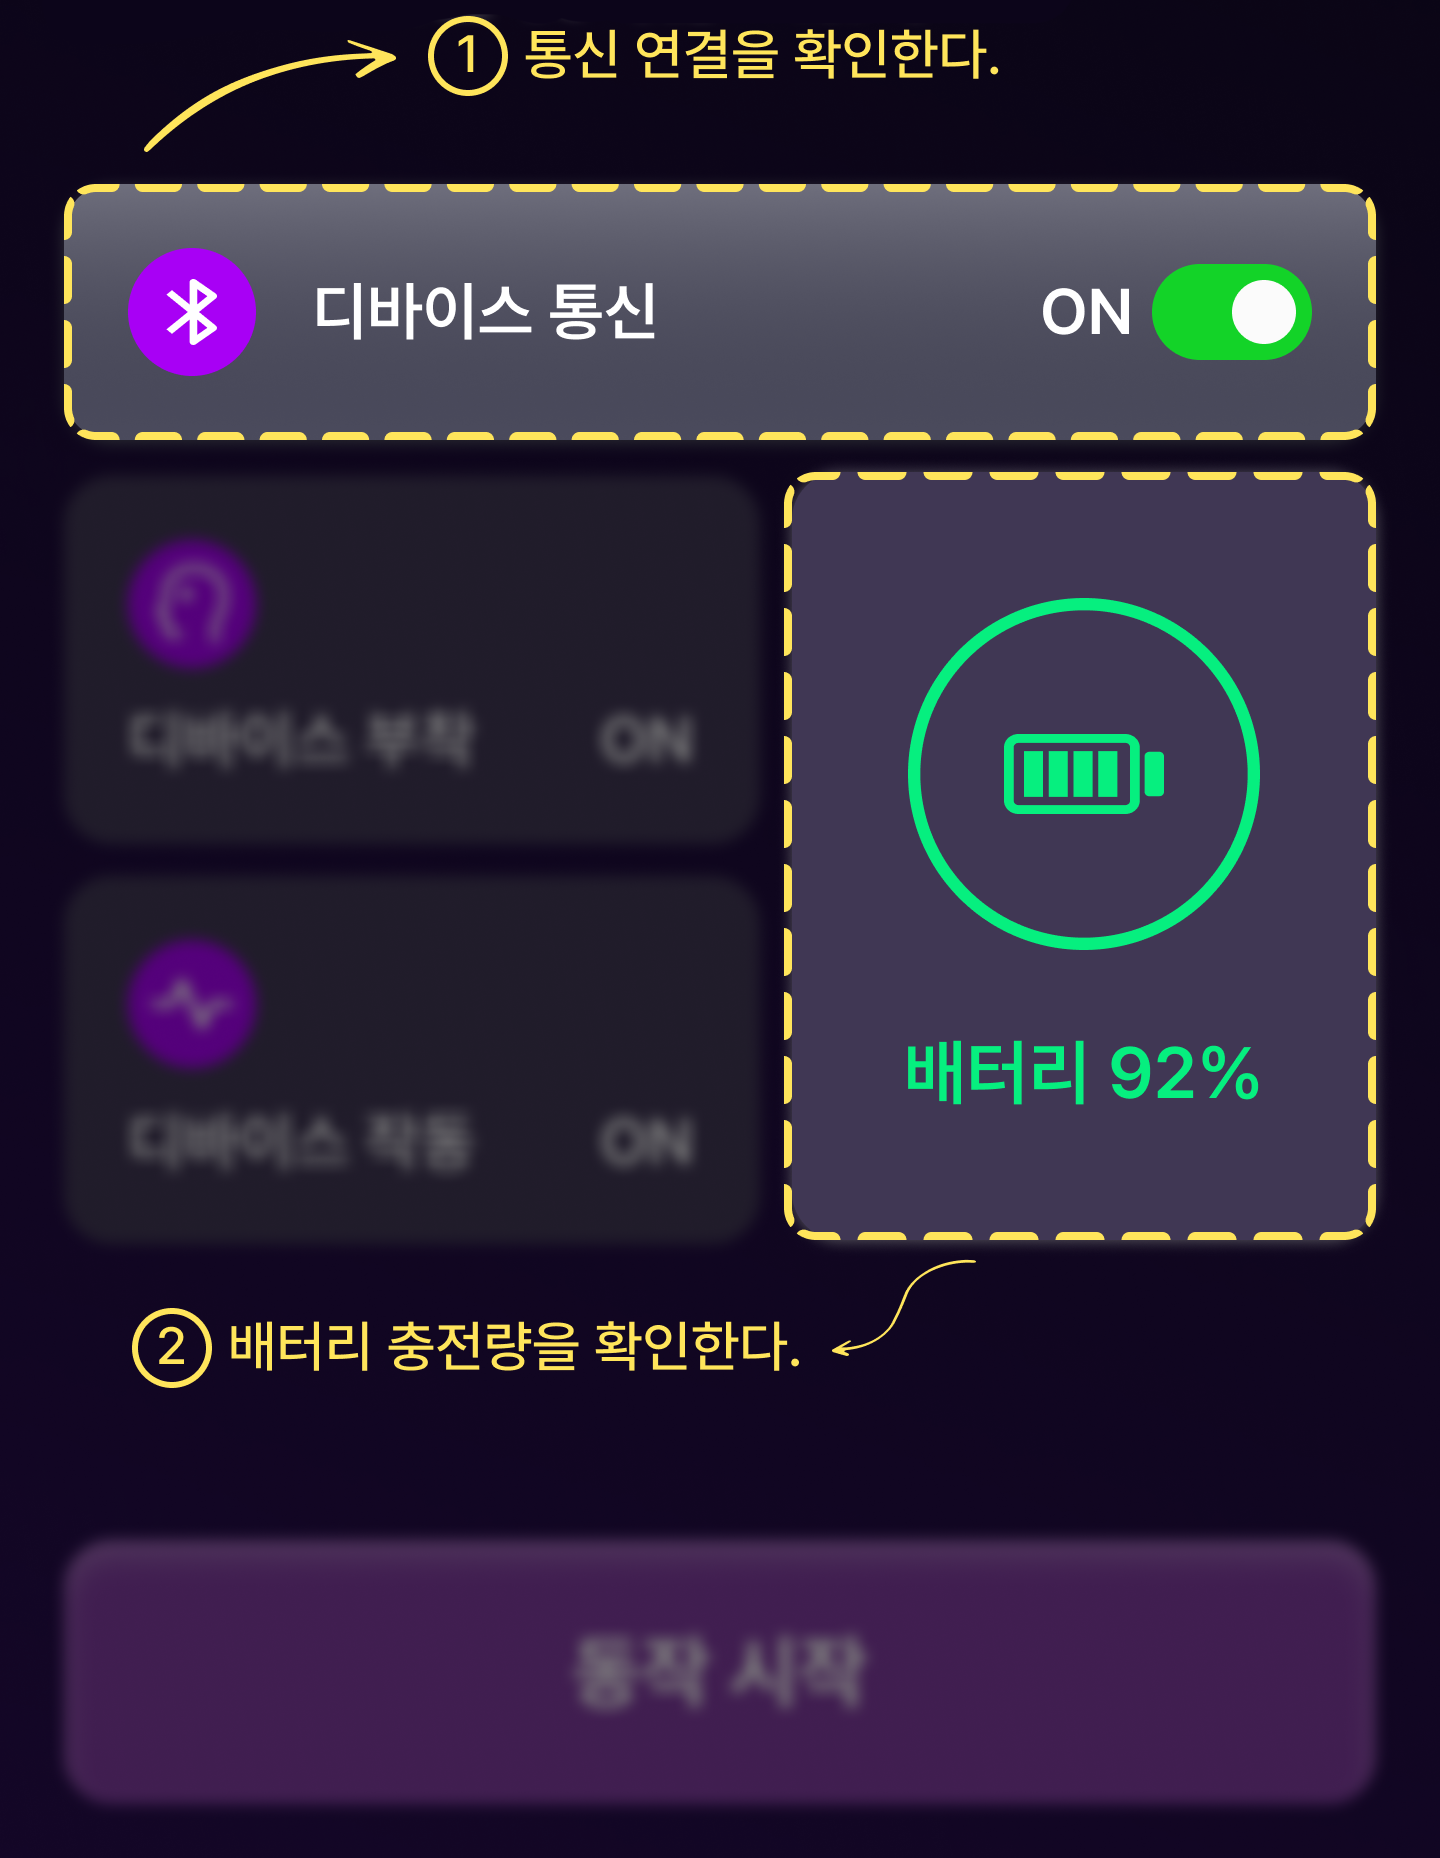 ① 통신 연결을 확인한다.
디바이스 통신 ON
디바이스 부착 ON
배터리 92%
디바이스 작동 ON
② 배터리 충전량을 확인한다.
동작 시작